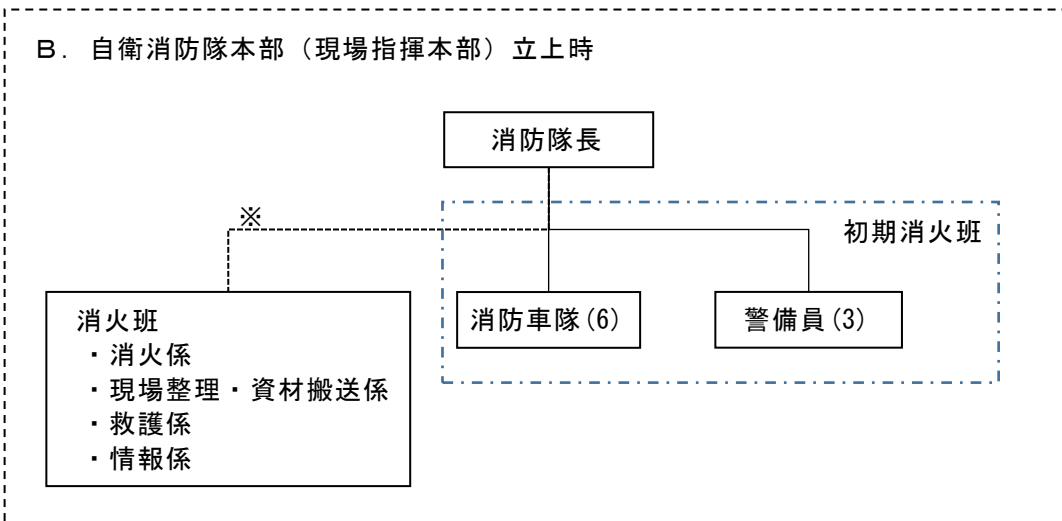 Ｂ．自衛消防隊本部（現場指揮本部）立上時
消防隊長
※
初期消火班
消防車隊(6)
警備員(3)
消火班
・消火係
・現場整理・資材搬送係
・救護係
・情報係